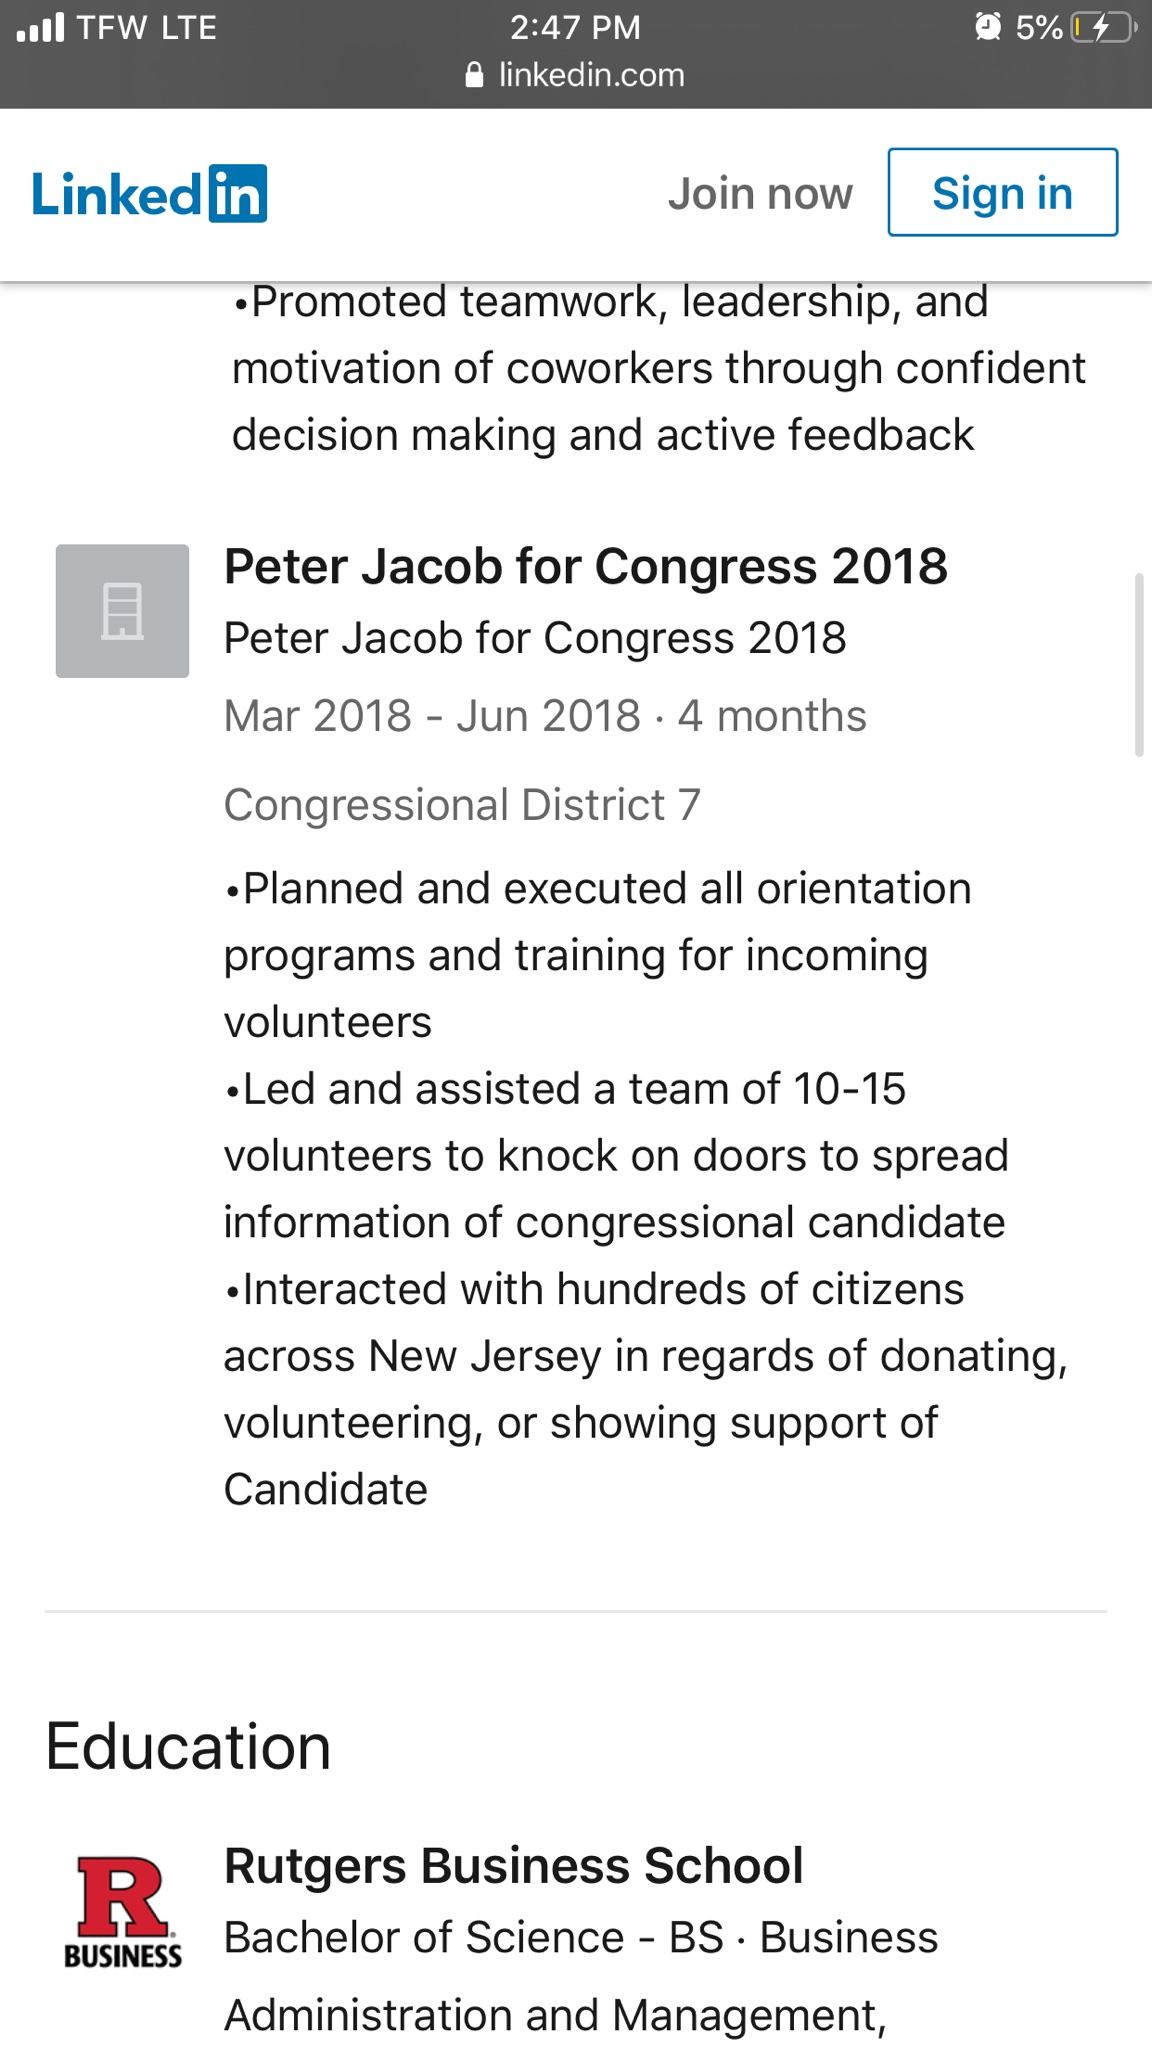 TFW LTE 2:47 PM 5%
linkedin.com
Linked in Join now Sign in
•Promoted teamwork, leadership, and
motivation of coworkers through confident
decision making and active feedback
Peter Jacob for Congress 2018
Peter Jacob for Congress 2018
Mar 2018 - Jun 2018 · 4 months
Congressional District 7
•Planned and executed all orientation
programs and training for incoming
volunteers
•Led and assisted a team of 10-15
volunteers to knock on doors to spread
information of congressional candidate
•Interacted with hundreds of citizens
across New Jersey in regards of donating,
volunteering, or showing support of
Candidate
Education
R
BUSINESS
Rutgers Business School
Bachelor of Science - BS · Business
Administration and Management,